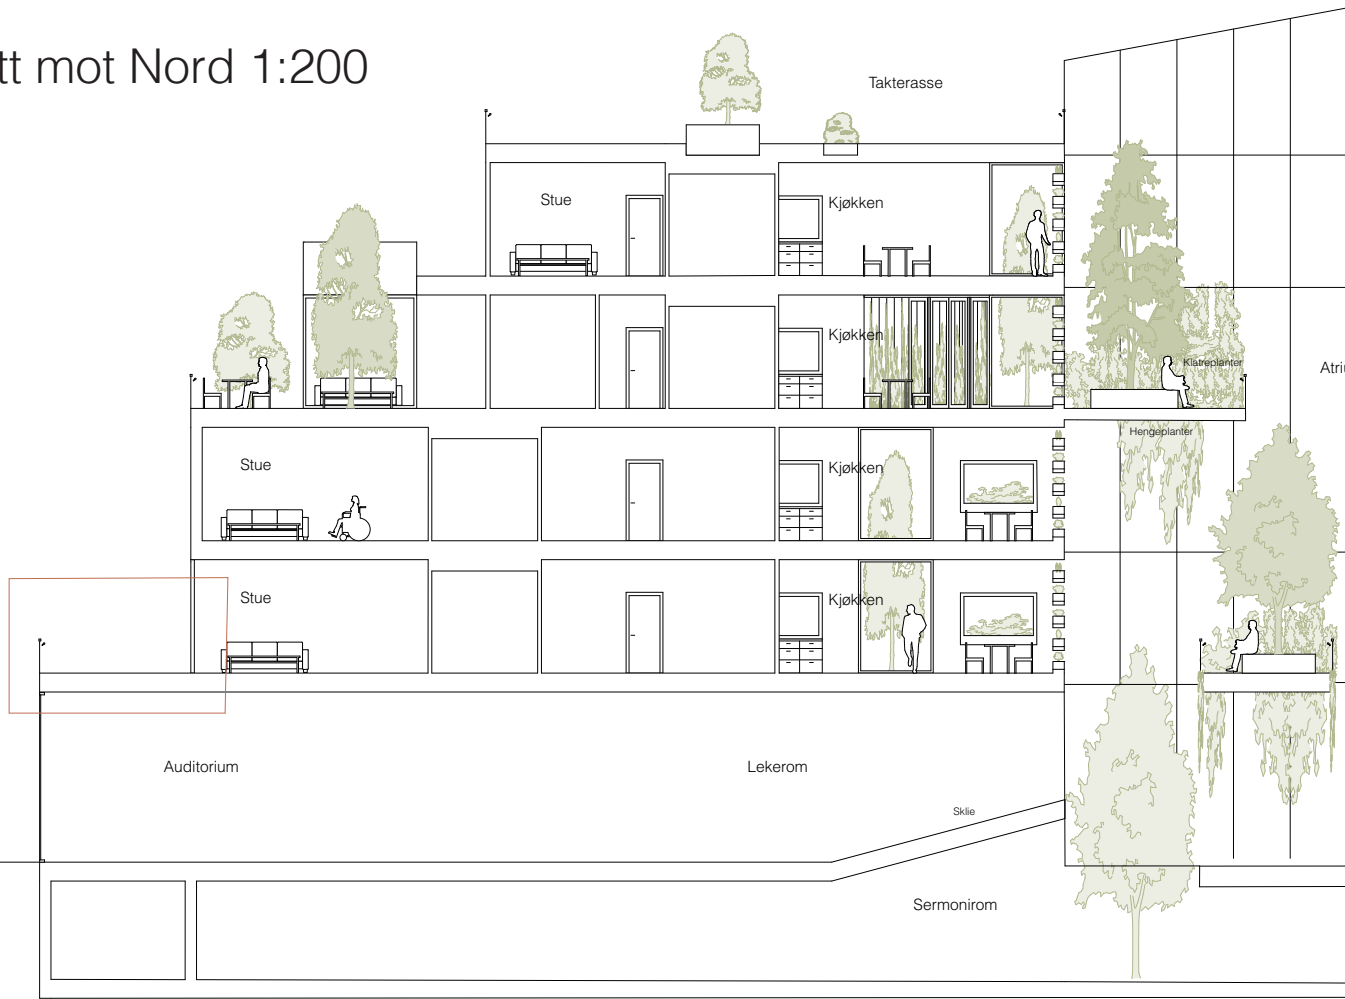 tt mot Nord 1:200
Takterasse
Stue
Kjøkken
Kjøkken
Klatreplanter
Hengeplanter
Stue
Kjøkken
Stue
Kjøkken
Auditorium
Lekerom
Sklie
Sermonirom